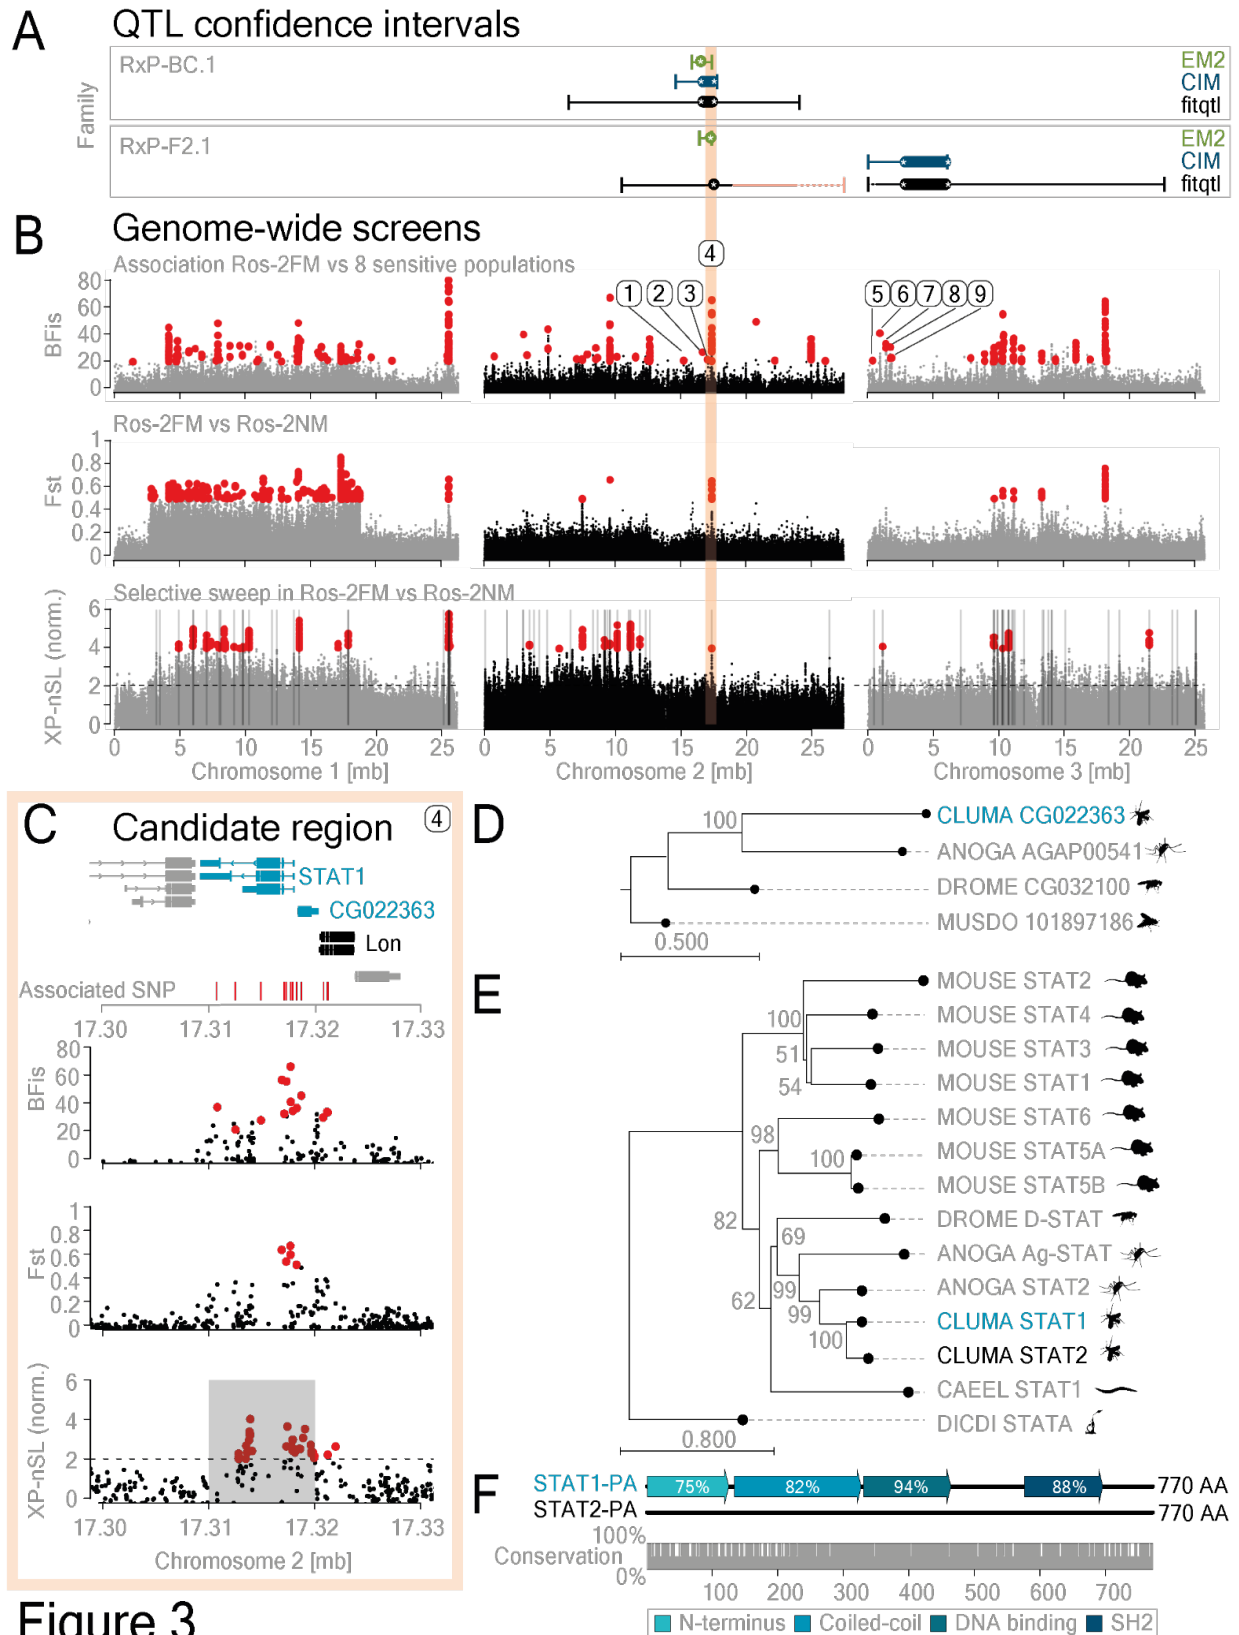 A QTL confidence intervals
Family
RxP-BC.1
EM2
CIM
fitqtl
RxP-F2.1
EM2
CIM
fitqtl
B Genome-wide screens
4
Association Ros-2FM vs 8 sensitive populations
BFis
80
60
40
20
0
1 2 3
5 6 7 8 9
Ros-2FM vs Ros-2NM
Fst
1
0.8
0.6
0.4
0.2
0
Selective sweep in Ros-2FM vs Ros-2NM
XP-nSL (norm.)
6
4
2
0
0 5 10 15 20 25
0 5 10 15 20 25
0 5 10 15 20 25
Chromosome 1 [mb]
Chromosome 2 [mb]
Chromosome 3 [mb]
C Candidate region
4
STAT1
CG022363
Lon
Associated SNP
17.30 17.31 17.32 17.33
BFis
80
60
40
20
0
Fst
1
0.8
0.6
0.4
0.2
0
XP-nSL (norm.)
6
4
2
0
17.30 17.31 17.32 17.33
Chromosome 2 [mb]
D
100
CLUMA CG022363
ANOGA AGAP00541
DROME CG032100
MUSDO 101897186
0.500
E
MOUSE STAT2
100
MOUSE STAT4
51
MOUSE STAT3
54
MOUSE STAT1
MOUSE STAT6
98
MOUSE STAT5A
100
MOUSE STAT5B
82
DROME D-STAT
69
ANOGA Ag-STAT
99
ANOGA STAT2
62
99
CLUMA STAT1
100
CLUMA STAT2
CAEEL STAT1
DICDI STATA
0.800
F
STAT1-PA 75% 82% 94% 88% 770 AA
STAT2-PA 770 AA
100%
Conservation
0%
100 200 300 400 500 600 700
N-terminus Coiled-coil DNA binding SH2
Figure 3